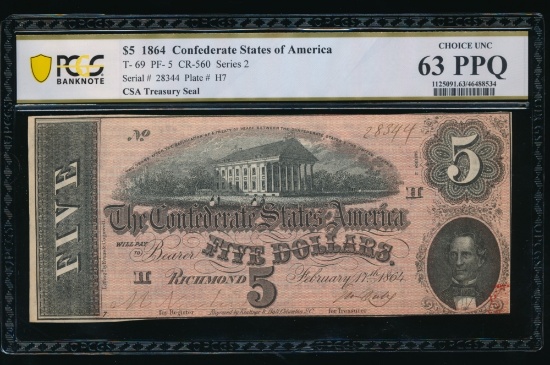 PCGS
BANKNOTE
$5 1864 Confederate States of America
T- 69 PF- 5 CR-560 Series 2
Serial # 28344 Plate # H7
CSA Treasury Seal
CHOICE UNC
63 PPQ
1125091.63/46488534
No 28344
5
FIVE
H
The Confederate States of America
WILL PAY TO Bearer FIVE DOLLARS.
H RICHMOND 5 February 17th 1864
for Register
for Treasurer